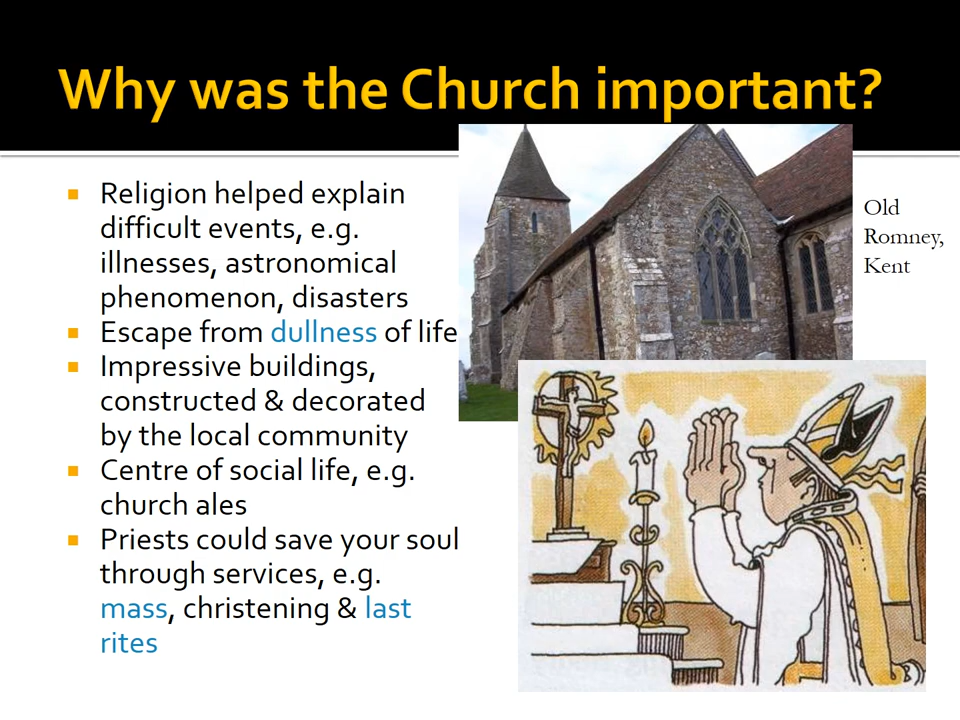 Why was the Church important?
Religion helped explain
difficult events, e.g.
illnesses, astronomical
phenomenon, disasters
Escape from dullness of life
Impressive buildings,
constructed & decorated
by the local community
Centre of social life, e.g.
church ales
Priests could save your soul
through services, e.g.
mass, christening & last
rites
Old
Romney,
Kent